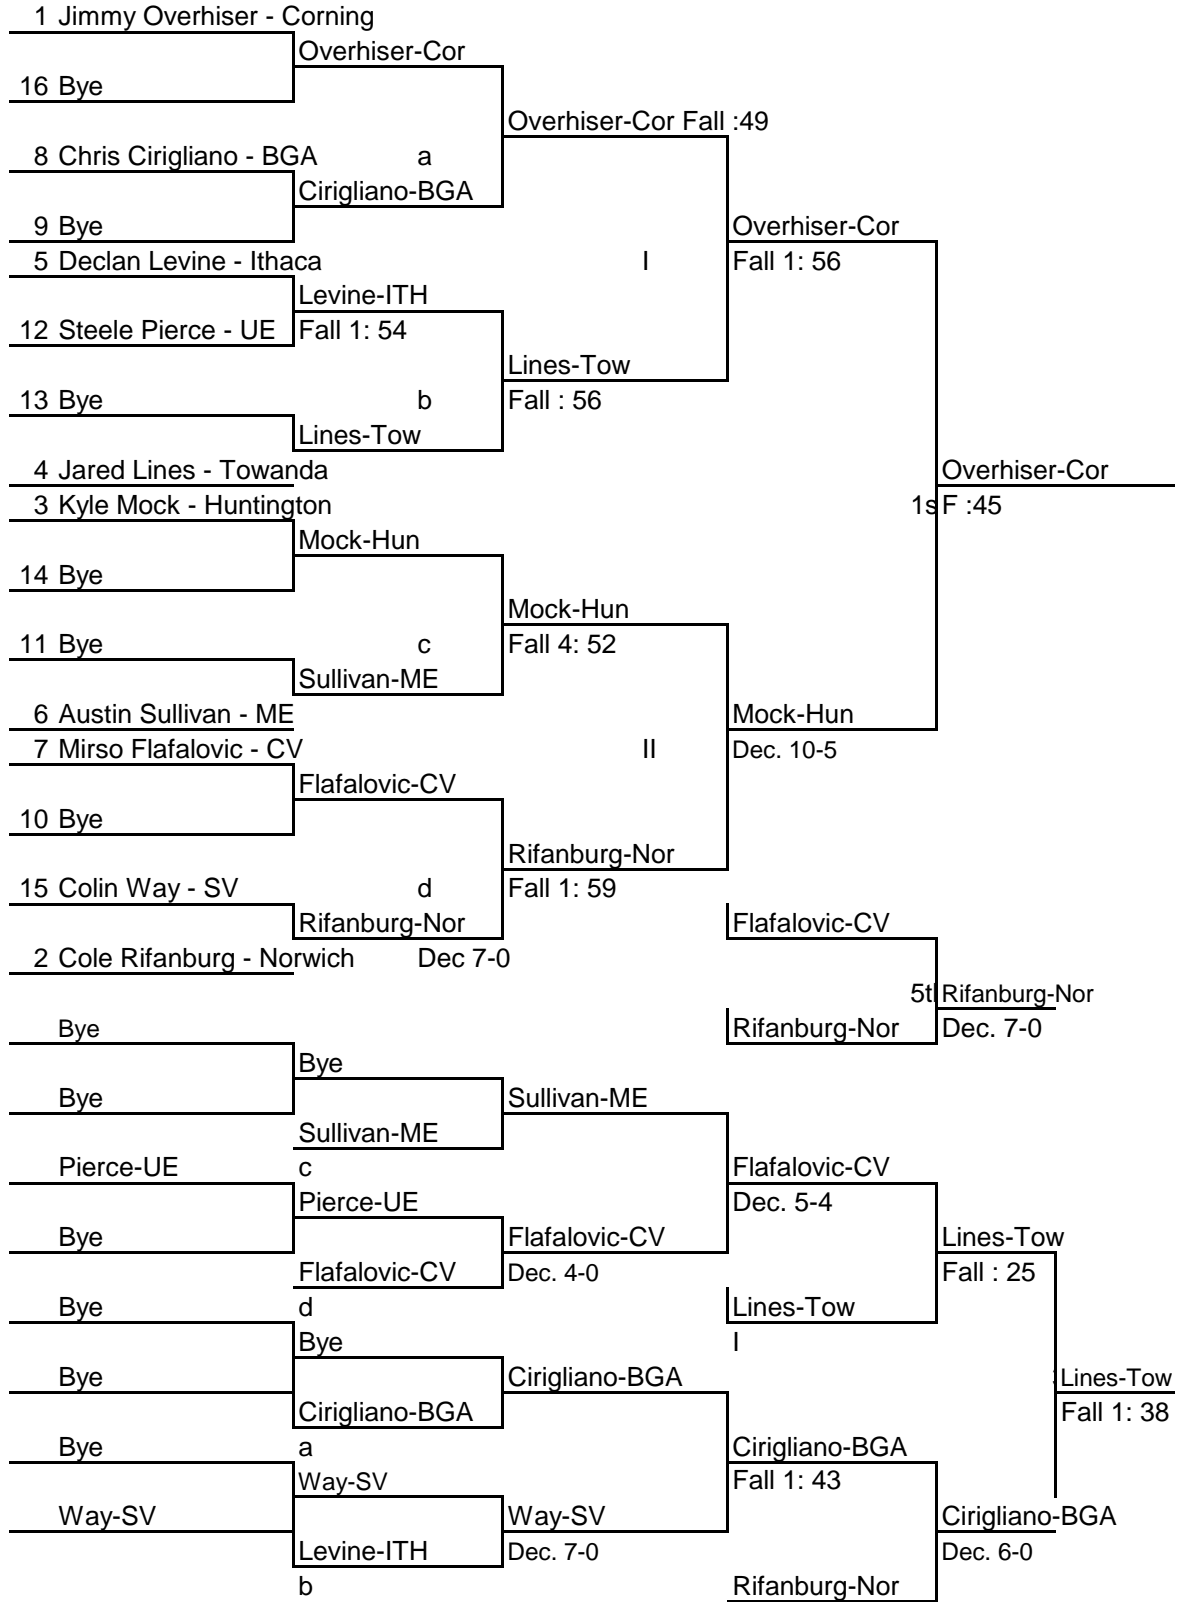 1 Jimmy Overhiser - Corning
Overhiser-Cor
16 Bye
Overhiser-Cor Fall :49
8 Chris Cirigliano - BGA a
Cirigliano-BGA
9 Bye Overhiser-Cor
5 Declan Levine - Ithaca I Fall 1: 56
Levine-ITH
12 Steele Pierce - UE Fall 1: 54
Lines-Tow
13 Bye b Fall : 56
Lines-Tow
4 Jared Lines - Towanda Overhiser-Cor
3 Kyle Mock - Huntington 1s F :45
Mock-Hun
14 Bye
Mock-Hun
11 Bye c Fall 4: 52
Sullivan-ME
6 Austin Sullivan - ME Mock-Hun
7 Mirso Flafalovic - CV II Dec. 10-5
Flafalovic-CV
10 Bye
Rifanburg-Nor
15 Colin Way - SV d Fall 1: 59
Rifanburg-Nor Flafalovic-CV
2 Cole Rifanburg - Norwich Dec 7-0
5t Rifanburg-Nor
Bye Rifanburg-Nor Dec. 7-0
Bye
Bye Sullivan-ME
Sullivan-ME
Pierce-UE c Flafalovic-CV
Pierce-UE Dec. 5-4
Bye Flafalovic-CV Lines-Tow
Flafalovic-CV Dec. 4-0 Fall : 25
Bye d Lines-Tow
Bye I
Bye Cirigliano-BGA Lines-Tow
Cirigliano-BGA Fall 1: 38
Bye a Cirigliano-BGA
Way-SV Fall 1: 43
Way-SV Way-SV Cirigliano-BGA
Levine-ITH Dec. 7-0 Dec. 6-0
b Rifanburg-Nor